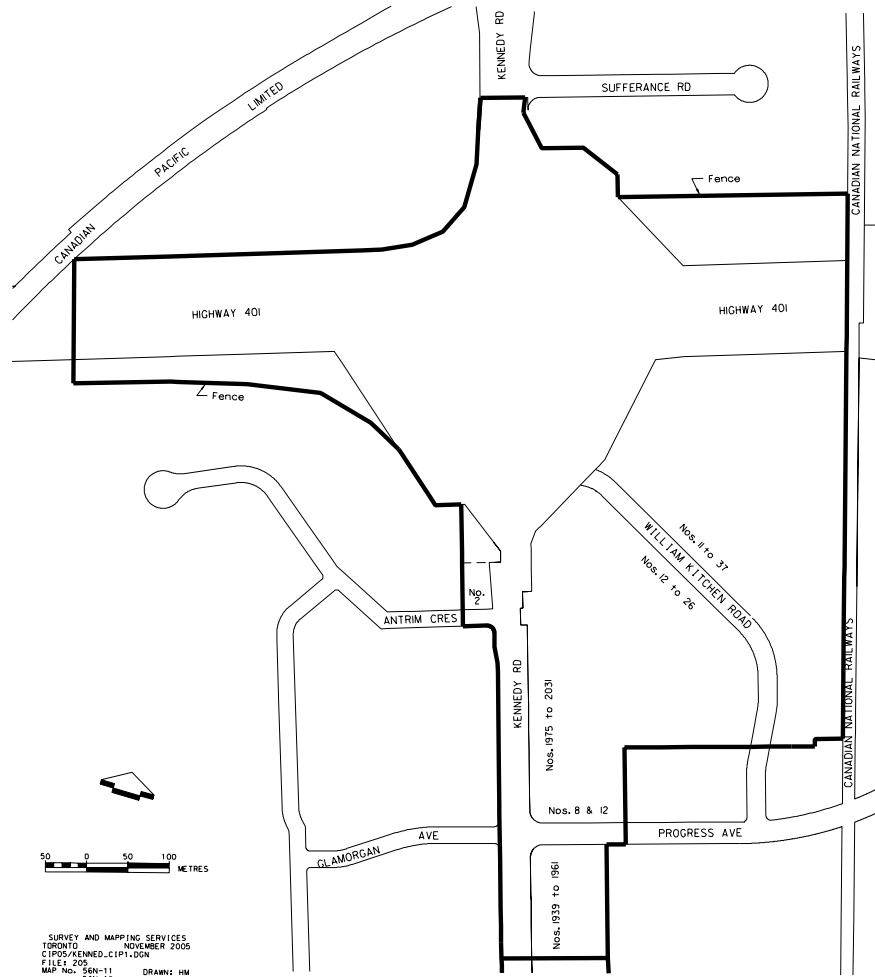 KENNEDY RD
CANADIAN NATIONAL RAILWAYS
SUFFERANCE RD
LIMITED
PACIFIC
CANADIAN
Fence
HIGHWAY 401
HIGHWAY 401
Fence
Nos. 11 to 37
WILLIAM KITCHEN ROAD
Nos. 12 to 26
No.
2
ANTRIM CRES
KENNEDY RD
Nos. 1975 to 2031
CANADIAN NATIONAL RAILWAYS
Nos. 8 & 12
AVE
GLAMORGAN
PROGRESS AVE
Nos. 1939 to 1961
50 0 50 100
METRES
SURVEY AND MAPPING SERVICES
TORONTO NOVEMBER 2005
CIP05/KENNED_CIP1.DGN
FILE: 205
MAP No. 56N-11 DRAWN: HM